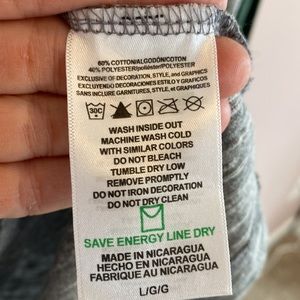 60% COTTON/ALGODÓN/COTON
40% POLYESTER/poliéster/POLYESTER
EXCLUSIVE OF DECORATION, STYLE, and GRAPHICS
EXCLUYENDO DECORACIONES ESTILO Y GRAFICOS
SANS INCLURE GARNITURES, STYLE, et GRAPHIQUES
30C
WASH INSIDE OUT
MACHINE WASH COLD
WITH SIMILAR COLORS
DO NOT BLEACH
TUMBLE DRY LOW
REMOVE PROMPTLY
DO NOT IRON DECORATION
DO NOT DRY CLEAN
SAVE ENERGY LINE DRY
MADE IN NICARAGUA
HECHO EN NICARAGUA
FABRIQUE AU NICARAGUA
L/G/G